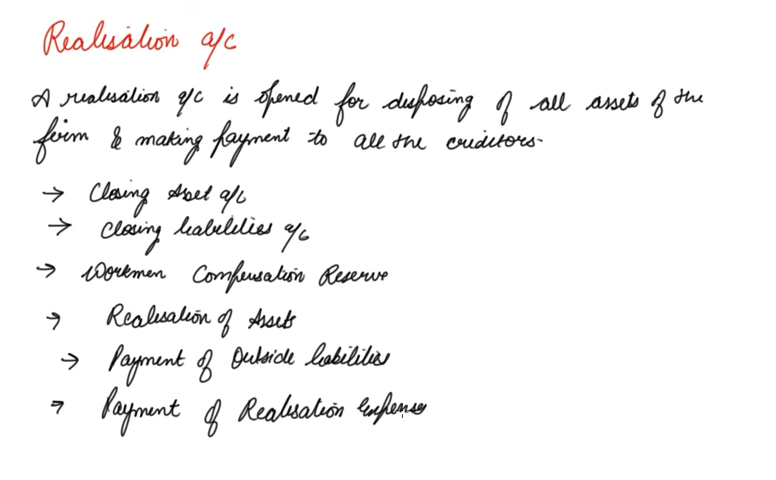 Realisation a/c
A realisation a/c is opened for disposing of all assets of the
firm & making payment to all the creditors.
→ Closing Asset a/c
→ Closing liabilities a/c
→ Workmen Compensation Reserve
→ Realisation of Assets
→ Payment of Outside liabilities
→ Payment of Realisation Expenses